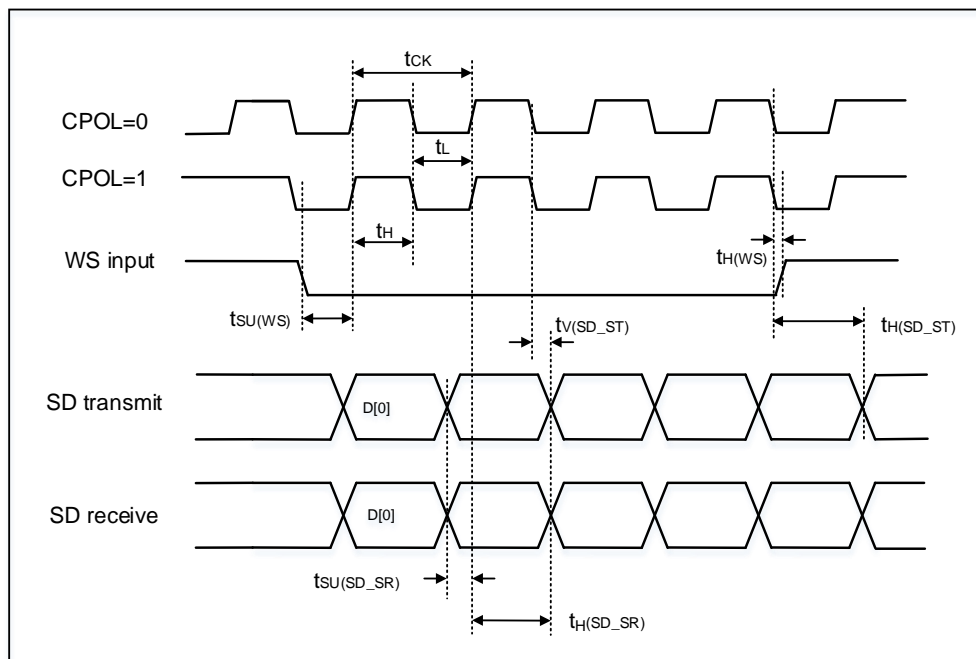 tCK
CPOL=0
tL
CPOL=1
tH
tH(WS)
WS input
tSU(WS)
tV(SD_ST)
tH(SD_ST)
SD transmit
D[0]
SD receive
D[0]
tSU(SD_SR)
tH(SD_SR)